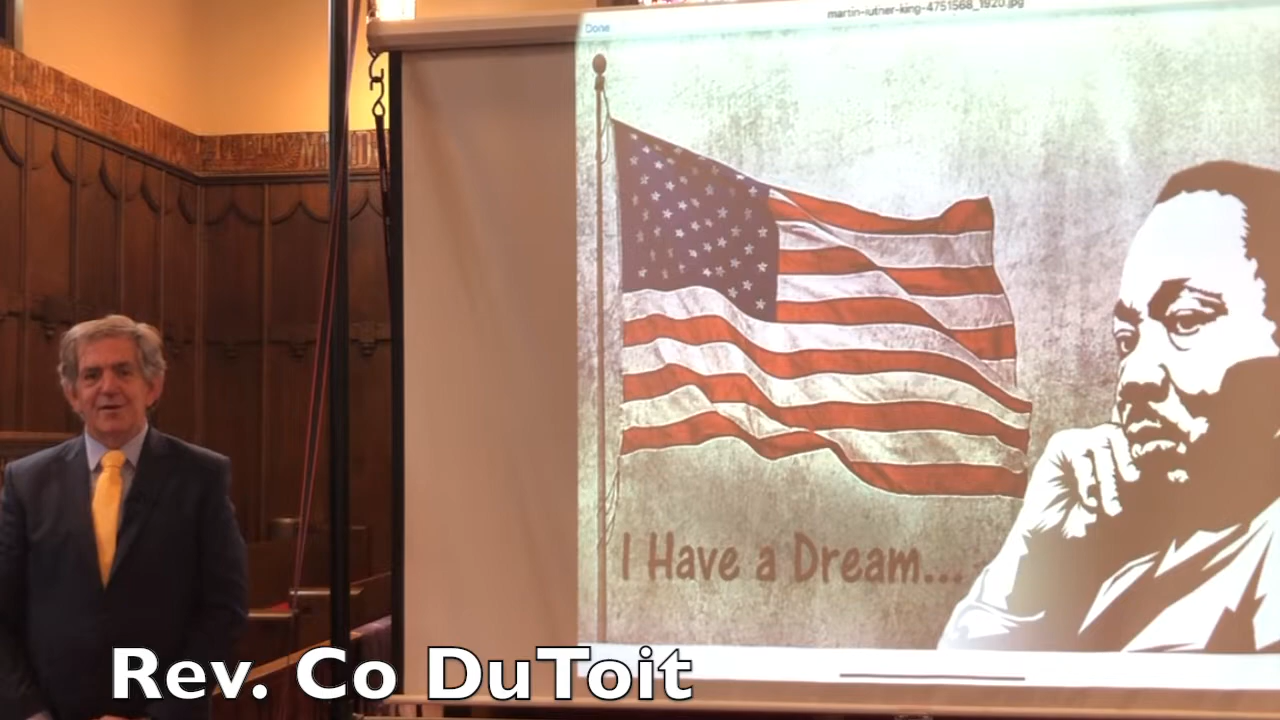 martin-luther-king-4751568_1920.jpg
Done
I Have a Dream...
Rev. Co DuToit